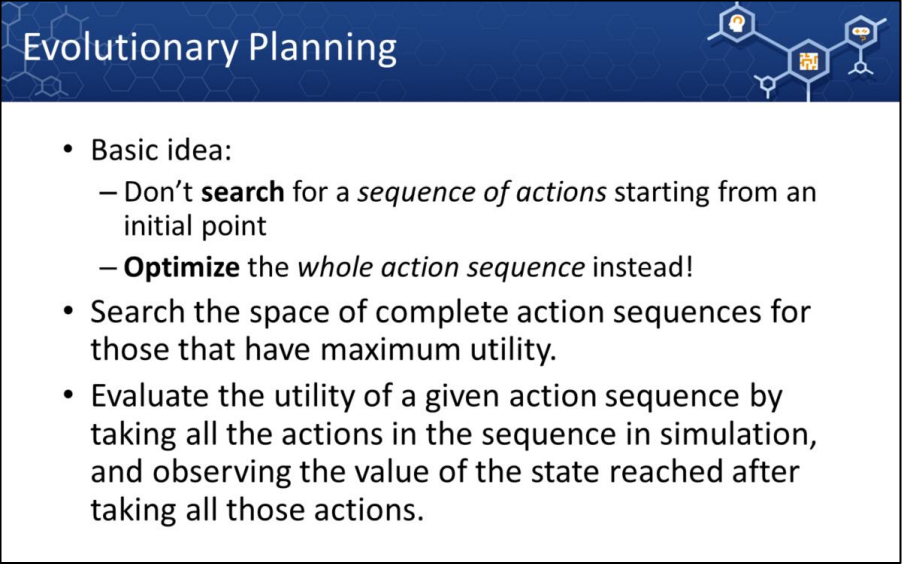 Evolutionary Planning
• Basic idea:
– Don't search for a sequence of actions starting from an
initial point
– Optimize the whole action sequence instead!
• Search the space of complete action sequences for
those that have maximum utility.
• Evaluate the utility of a given action sequence by
taking all the actions in the sequence in simulation,
and observing the value of the state reached after
taking all those actions.